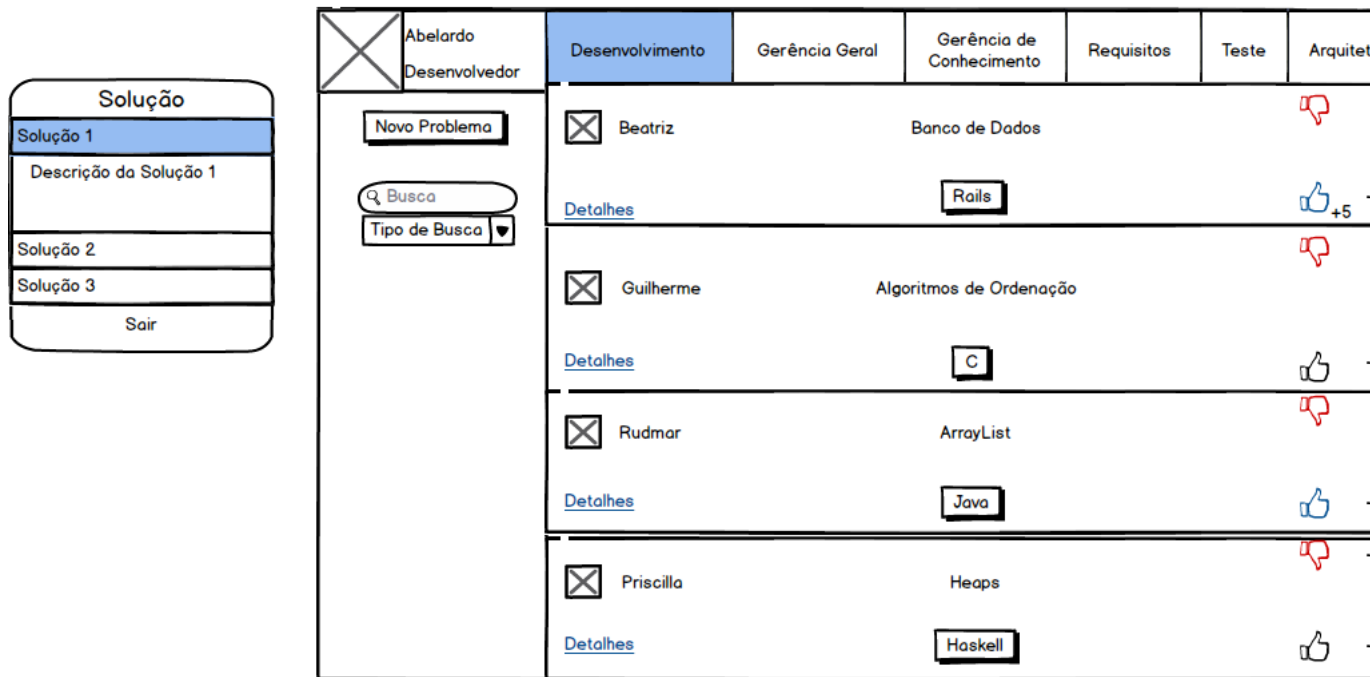 Solução
Solução 1
Descrição da Solução 1
Solução 2
Solução 3
Sair
Abelardo
Desenvolvedor
Novo Problema
Busca
Tipo de Busca
Desenvolvimento
Gerência Geral
Gerência de
Conhecimento
Requisitos
Teste
Arquitet
Beatriz
Banco de Dados
Detalhes
Rails
+5
Guilherme
Algoritmos de Ordenação
Detalhes
C
Rudmar
ArrayList
Detalhes
Java
Priscilla
Heaps
Detalhes
Haskell